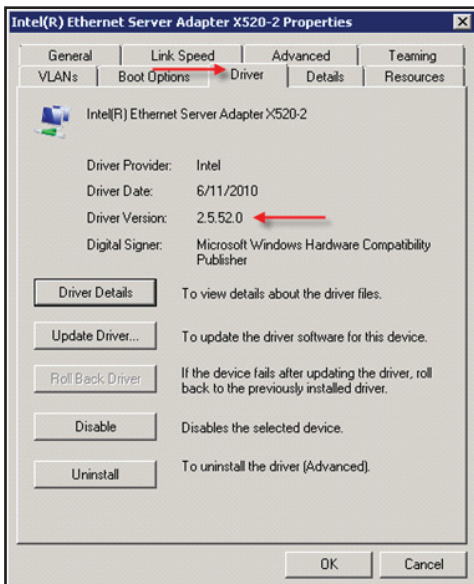 Intel(R) Ethernet Server Adapter X520-2 Properties
General Link Speed Advanced Teaming
VLANs Boot Options Driver Details Resources
Intel(R) Ethernet Server Adapter X520-2
Driver Provider: Intel
Driver Date: 6/11/2010
Driver Version: 2.5.52.0
Digital Signer: Microsoft Windows Hardware Compatibility
Publisher
Driver Details To view details about the driver files.
Update Driver... To update the driver software for this device.
Roll Back Driver If the device fails after updating the driver, roll
back to the previously installed driver.
Disable Disables the selected device.
Uninstall To uninstall the driver (Advanced).
OK Cancel